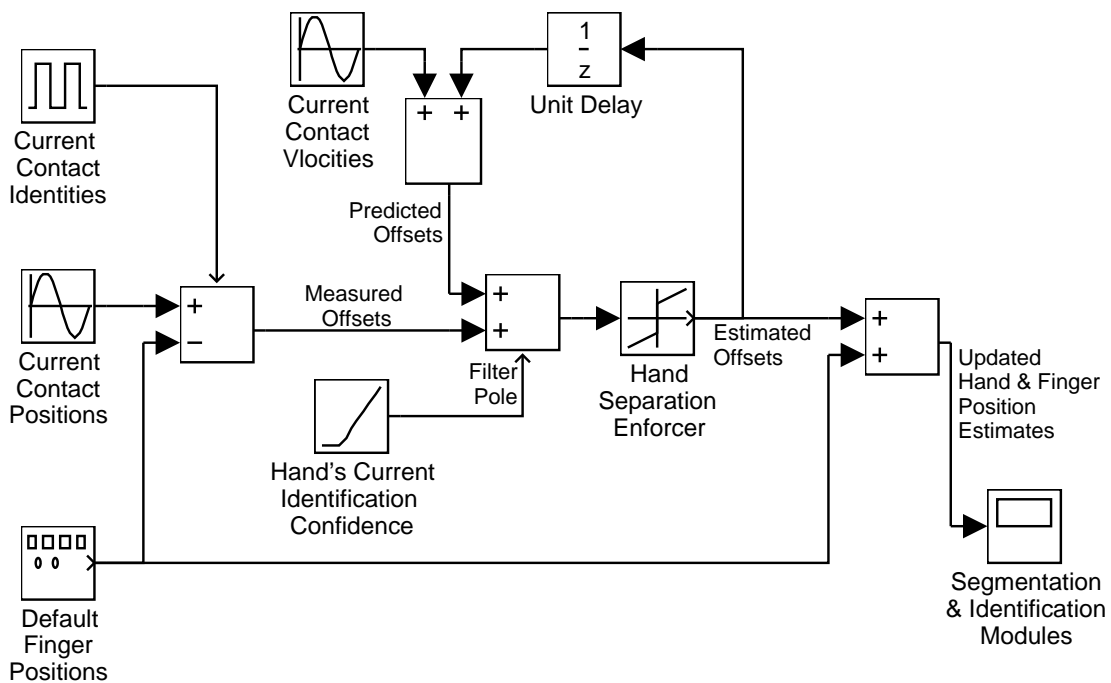 1
z
Unit Delay
Current
Contact
Vlocities
+ +
Current
Contact
Identities
Predicted
Offsets
+
−
Measured
Offsets
+
+
Filter
Pole
Current
Contact
Positions
Hand's Current
Identification
Confidence
Hand
Separation
Enforcer
Estimated
Offsets
+
+
Updated
Hand & Finger
Position
Estimates
Default
Finger
Positions
Segmentation
& Identification
Modules